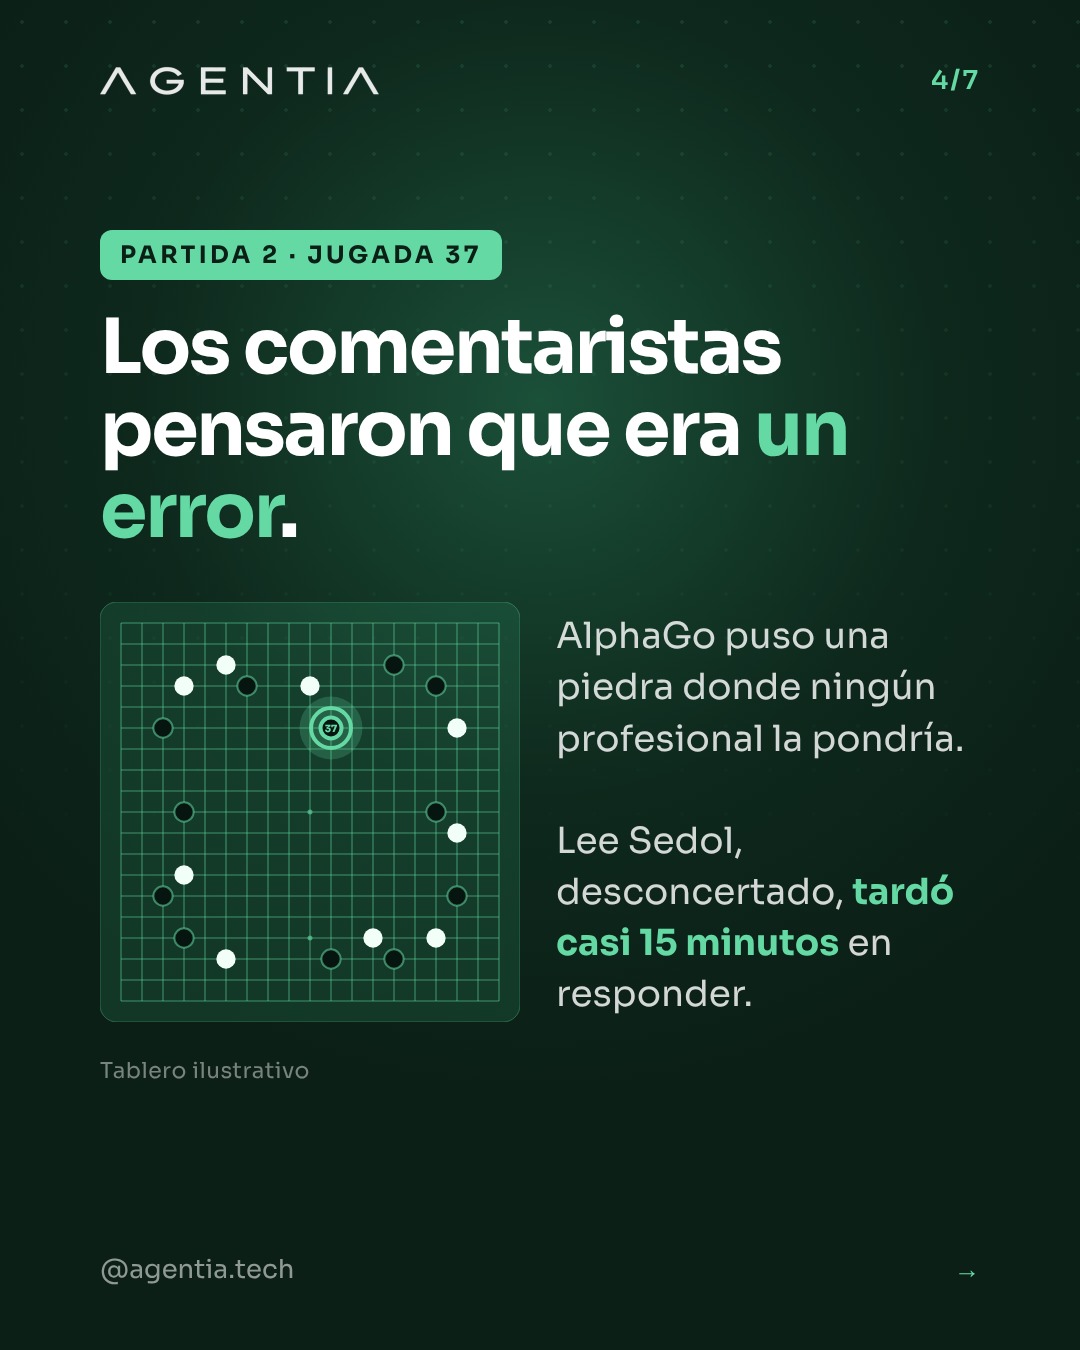 AGENTIA
4/7
PARTIDA 2 · JUGADA 37
Los comentaristas
pensaron que era un
error.
37
AlphaGo puso una
piedra donde ningún
profesional la pondría.
Lee Sedol,
desconcertado, tardó
casi 15 minutos en
responder.
Tablero ilustrativo
@agentia.tech
→